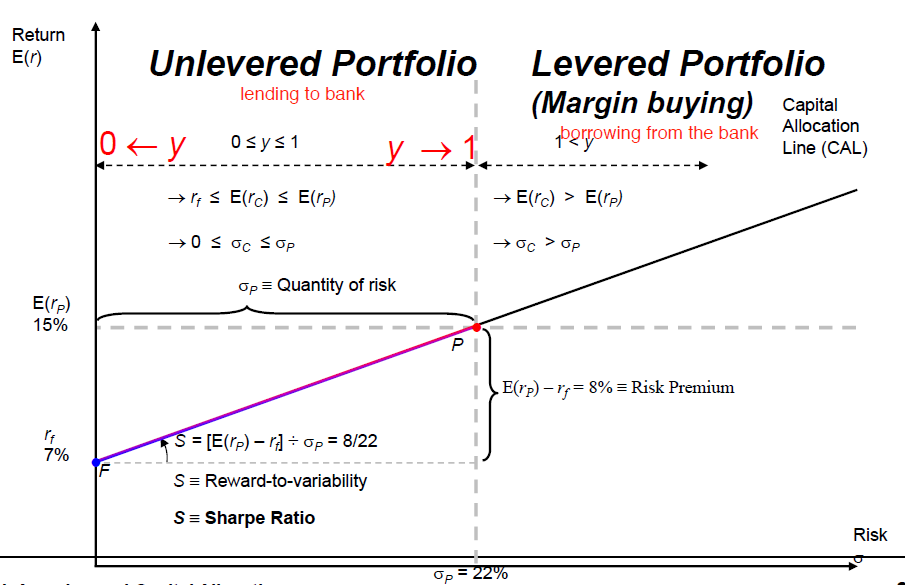 Return
E(r)
Unlevered Portfolio
lending to bank
Levered Portfolio
(Margin buying)
borrowing from the bank
Capital
Allocation
Line (CAL)
0 ← y
0 ≤ y ≤ 1
y → 1
1 < y
→ rf ≤ E(rC) ≤ E(rP)
→ E(rC) > E(rP)
→ 0 ≤ σC ≤ σP
→ σC > σP
σP ≡ Quantity of risk
E(rP)
15%
P
E(rP) – rf = 8% ≡ Risk Premium
rf
7%
F
S = [E(rP) – rf] ÷ σP = 8/22
S ≡ Reward-to-variability
S ≡ Sharpe Ratio
Risk
σ
σP = 22%